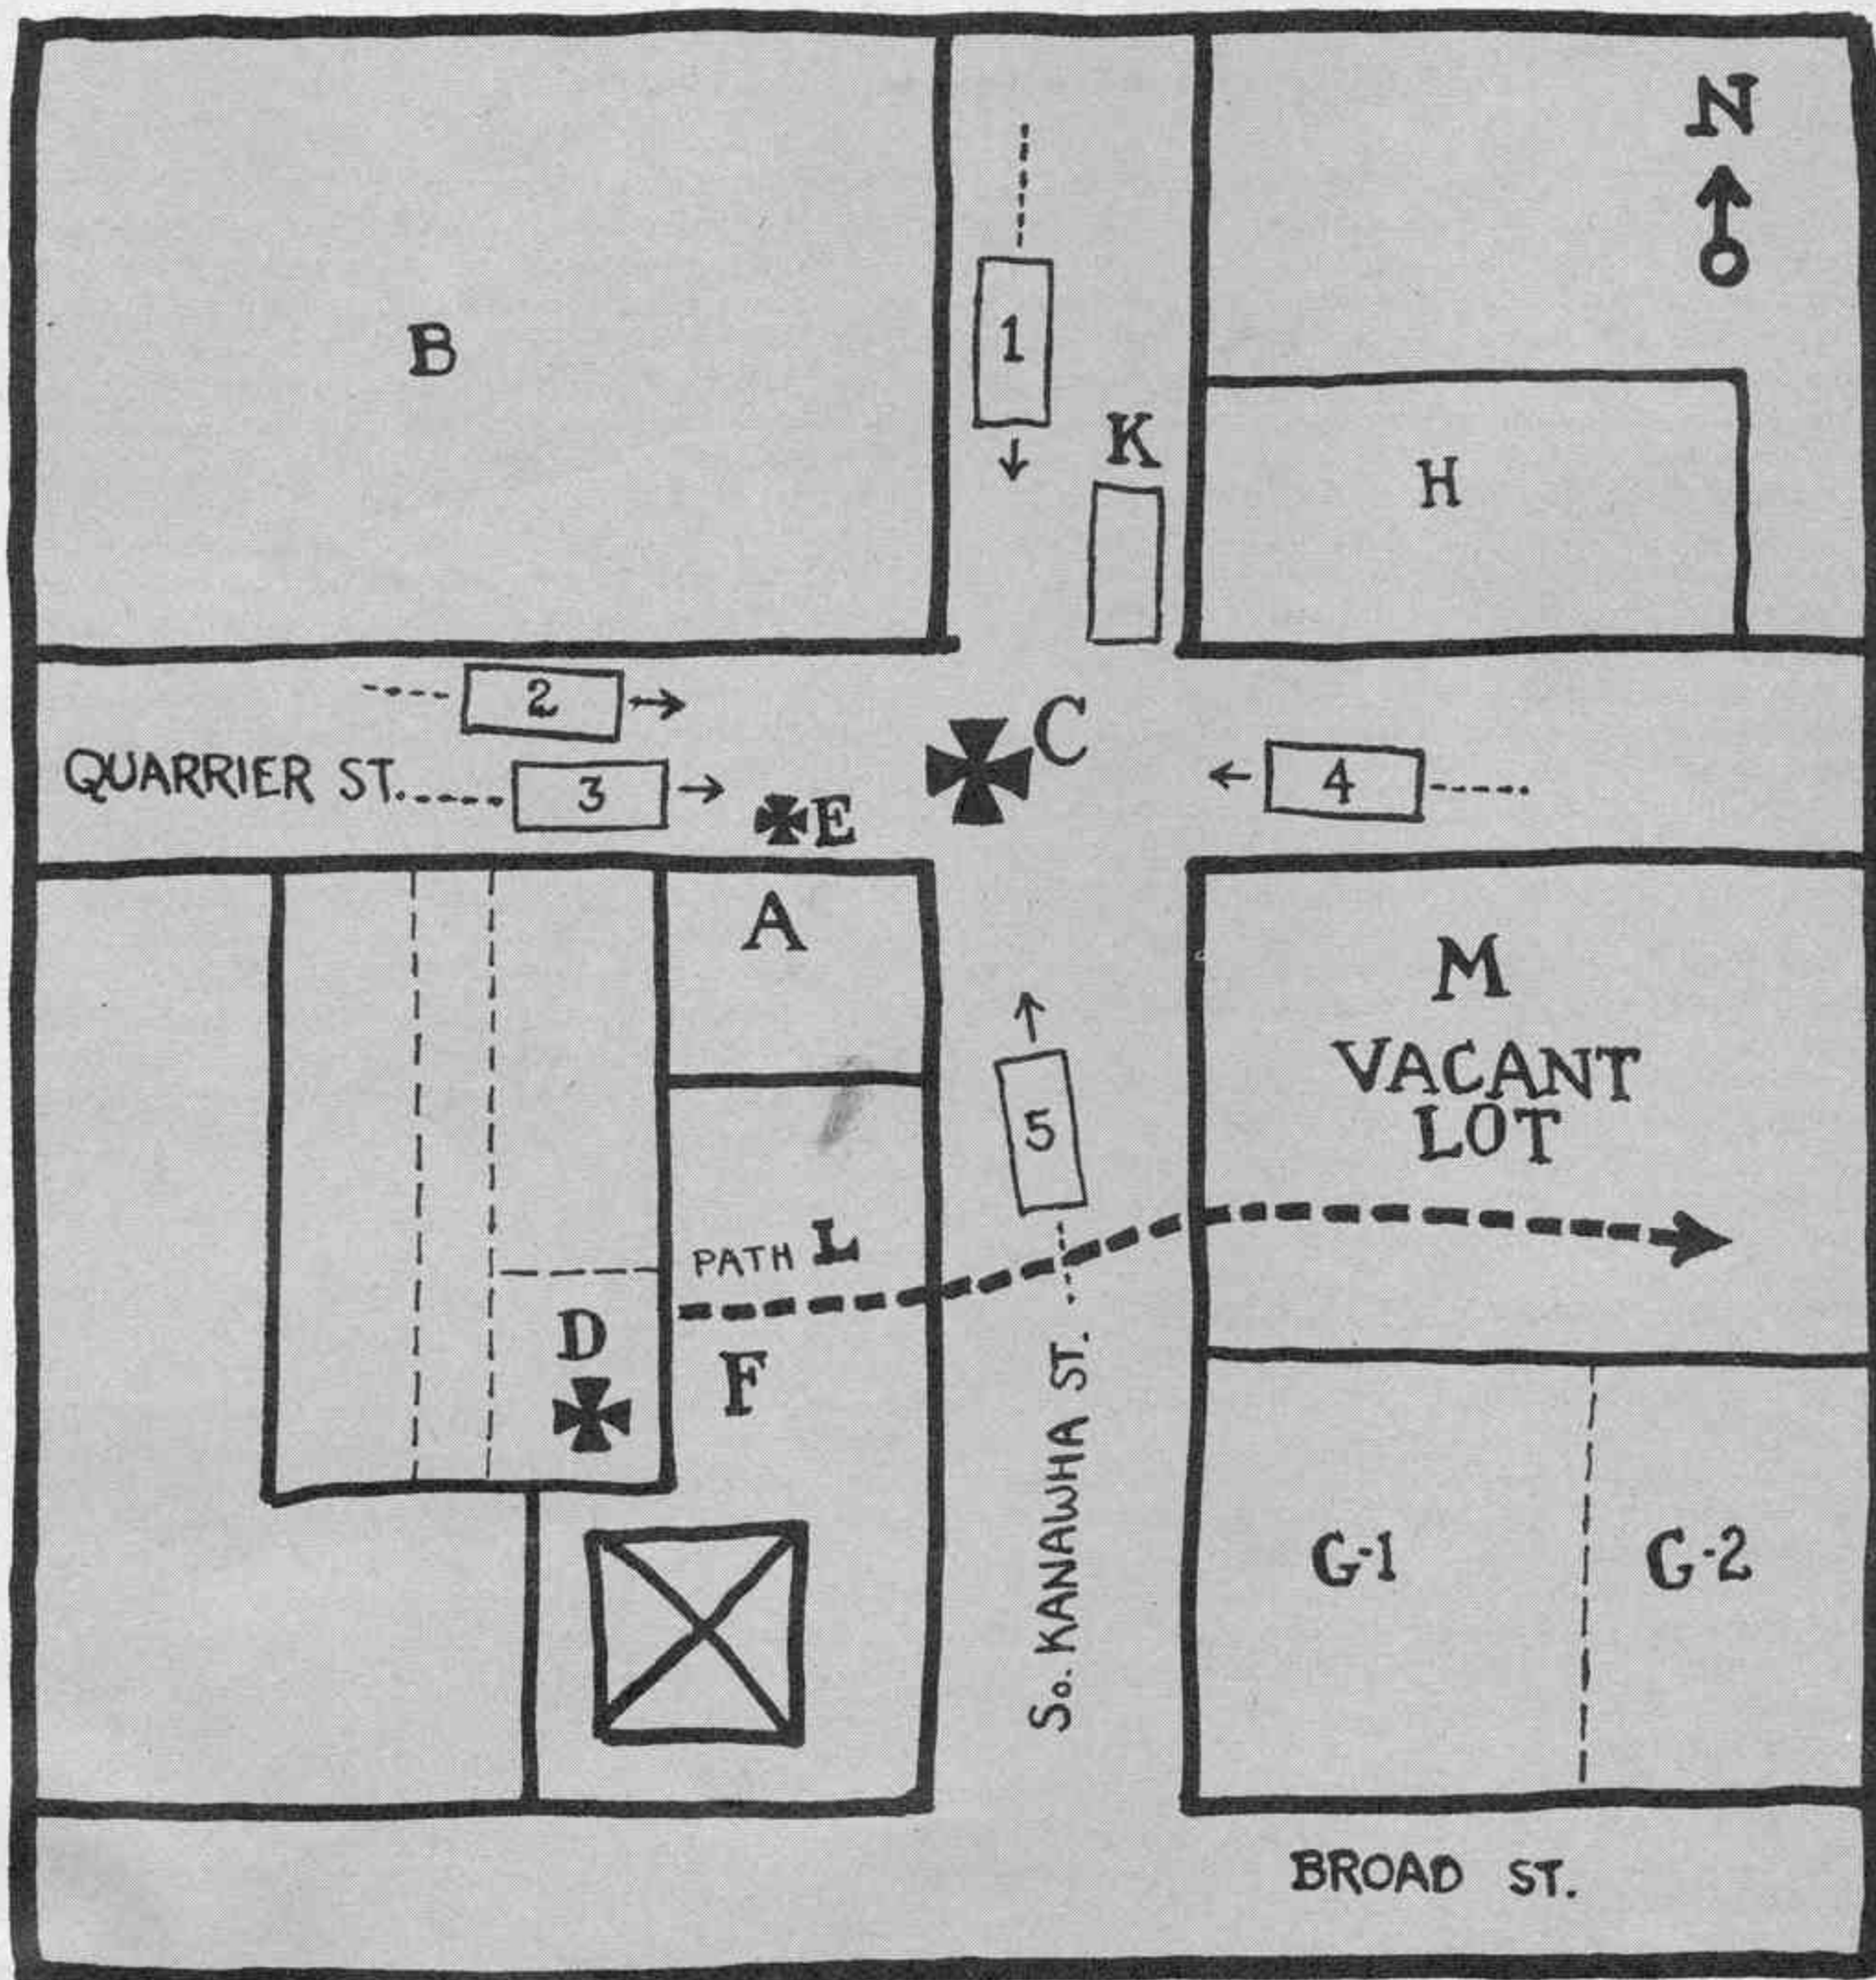 N
B
1
K
H
2
C
QUARRIER ST.
3
E
4
A
M
VACANT
LOT
5
PATH L
D
F
So. KANAWHA ST.
G-1
G-2
BROAD ST.